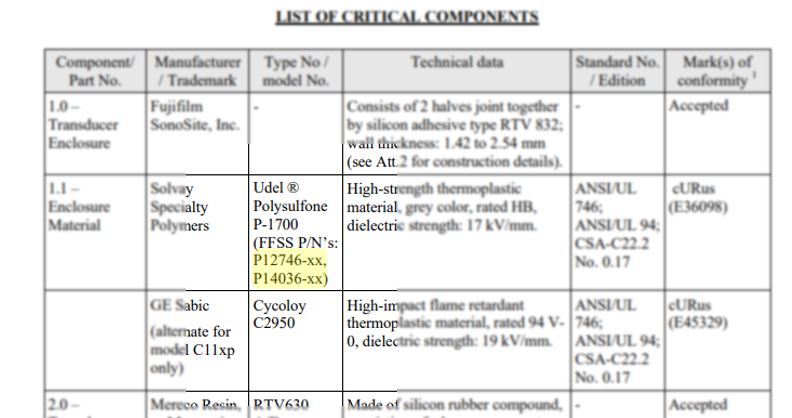 LIST OF CRITICAL COMPONENTS
Component/ Part No.
Manufacturer / Trademark
Type No / model No.
Technical data
Standard No. / Edition
Mark(s) of conformity 1
1.0 –
Transducer
Enclosure
Fujifilm
SonoSite, Inc.
-
Consists of 2 halves joint together
by silicon adhesive type RTV 832;
wall thickness: 1.42 to 2.54 mm
(see Att.2 for construction details).
-
Accepted
1.1 –
Enclosure
Material
Solvay
Specialty
Polymers
Udel ®
Polysulfone
P-1700
(FFSS P/N's:
P12746-xx,
P14036-xx)
High-strength thermoplastic
material, grey color, rated HB,
dielectric strength: 17 kV/mm.
ANSI/UL
746;
ANSI/UL 94;
CSA-C22.2
No. 0.17
cURus
(E36098)
GE Sabic
(alternate for
model C11xp
only)
Cycoloy
C2950
High-impact flame retardant
thermoplastic material, rated 94 V-
0, dielectric strength: 19 kV/mm.
ANSI/UL
746;
ANSI/UL 94;
CSA-C22.2
No. 0.17
cURus
(E45329)
2.0 –
Mereco Resin,
RTV630
Made of silicon rubber compound,
-
Accepted